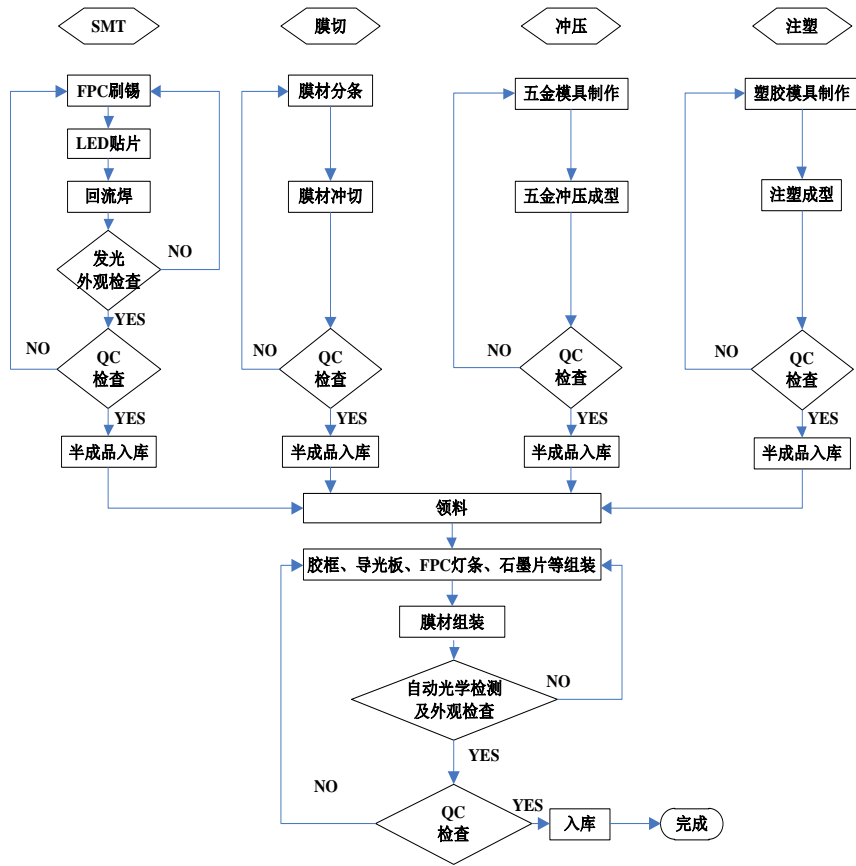 SMT
膜切
冲压
注塑
FPC刷锡
膜材分条
五金模具制作
塑胶模具制作
LED贴片
回流焊
膜材冲切
五金冲压成型
注塑成型
发光
外观检查
NO
YES
NO
QC
检查
NO
QC
检查
NO
QC
检查
NO
QC
检查
YES
YES
YES
YES
半成品入库
半成品入库
半成品入库
半成品入库
领料
胶框、导光板、FPC灯条、石墨片等组装
膜材组装
自动光学检测
及外观检查
NO
YES
NO
QC
检查
YES
入库
完成